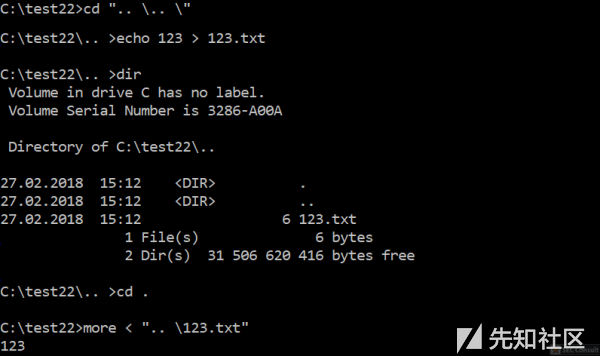 C:\test22>cd ".. \.. \"
C:\test22\.. >echo 123 > 123.txt
C:\test22\.. >dir
Volume in drive C has no label.
Volume Serial Number is 3286-A00A
Directory of C:\test22\..
27.02.2018  15:12    <DIR>          .
27.02.2018  15:12    <DIR>          ..
27.02.2018  15:12                 6 123.txt
1 File(s)              6 bytes
2 Dir(s)  31 506 620 416 bytes free
C:\test22\.. >cd .
C:\test22>more < ".. \123.txt"
123
先知社区